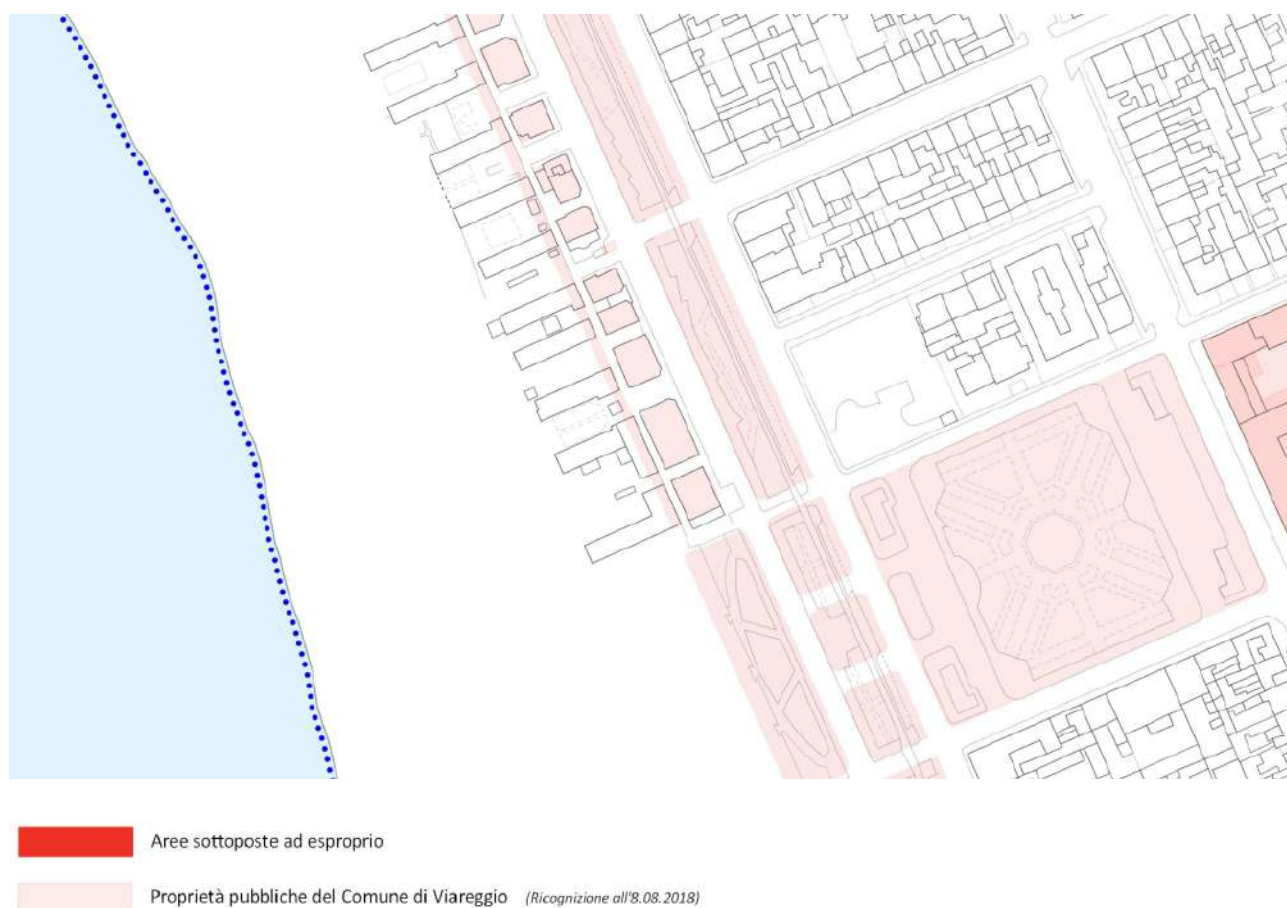 Aree sottoposte ad esproprio
Proprietà pubbliche del Comune di Viareggio (Ricognizione all'8.08.2018)